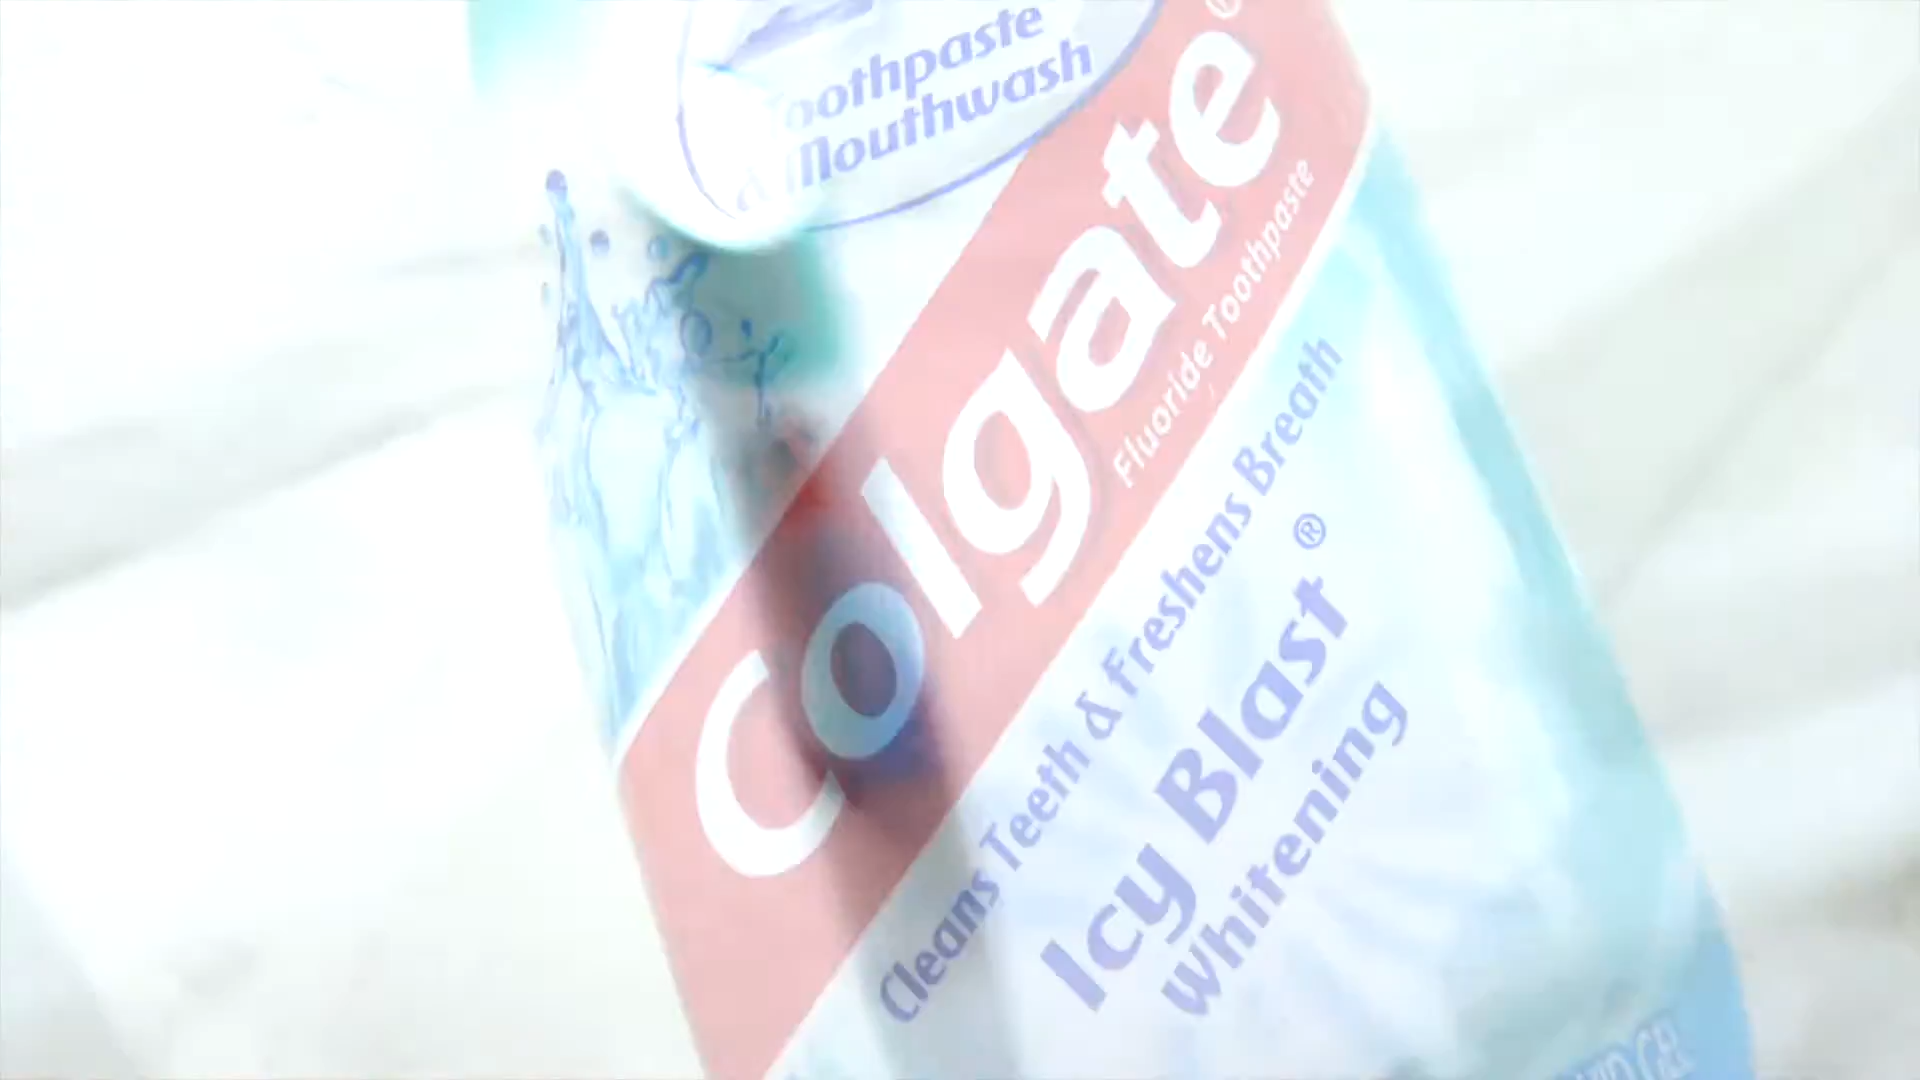 Toothpaste
& Mouthwash
Colgate®
Fluoride Toothpaste
Cleans Teeth & Freshens Breath
Icy Blast®
Whitening